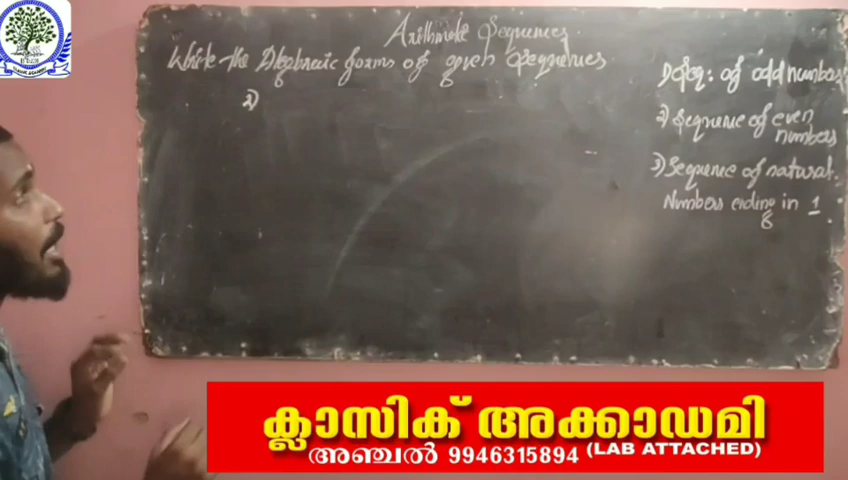 Arithmetic Sequences.
Write the Algebraic forms of given Sequences
2)
1) Seq: of odd numbers
2) Sequence of even
numbers
3) Sequence of natural
Numbers ending in 1
ക്ലാസിക് അക്കാഡമി
അഞ്ചൽ 9946315894 (LAB ATTACHED)